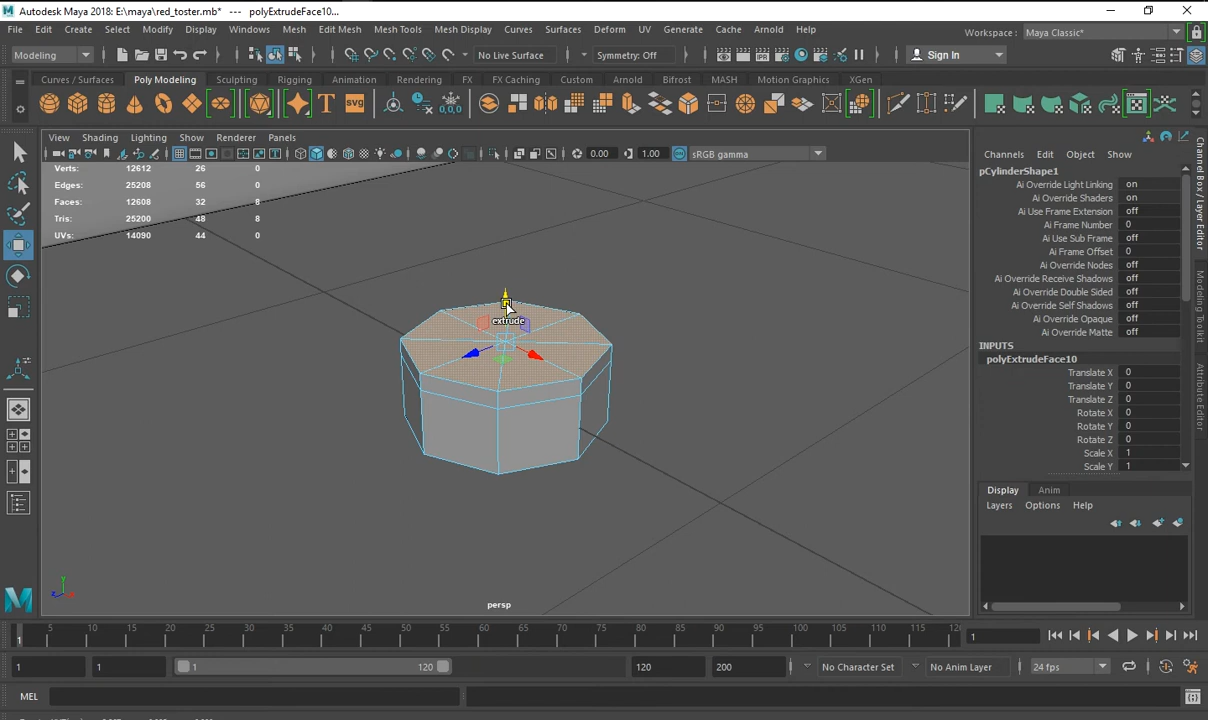 Autodesk Maya 2018: E:\maya\red_toster.mb* --- polyExtrudeFace10...
File Edit Create Select Modify Display Windows Mesh Edit Mesh Mesh Tools Mesh Display Curves Surfaces Deform UV Generate Cache Arnold Help Workspace : Maya Classic*
Modeling No Live Surface Symmetry: Off Sign In
Curves / Surfaces Poly Modeling Sculpting Rigging Animation Rendering FX FX Caching Custom Arnold Bifrost MASH Motion Graphics XGen
View Shading Lighting Show Renderer Panels
0.00 1.00 sRGB gamma
Verts: 12612 26 0
Edges: 25208 56 0
Faces: 12608 32 8
Tris: 25200 48 8
UVs: 14090 44 0
extrude
persp
Channels Edit Object Show
pCylinderShape1
Ai Override Light Linking on
Ai Override Shaders on
Ai Use Frame Extension off
Ai Frame Number 0
Ai Use Sub Frame off
Ai Frame Offset 0
Ai Override Nodes off
Ai Override Receive Shadows off
Ai Override Double Sided off
Ai Override Self Shadows off
Ai Override Opaque off
Ai Override Matte off
INPUTS
polyExtrudeFace10
Translate X 0
Translate Y 0
Translate Z 0
Rotate X 0
Rotate Y 0
Rotate Z 0
Scale X 1
Scale Y 1
Display Anim
Layers Options Help
Channel Box / Layer Editor
Modeling Toolkit
Attribute Editor
5 10 15 20 25 30 35 40 45 50 55 60 65 70 75 80 85 90 95 100 105 110 115
1 1
1 1 1 120 120 200 No Character Set No Anim Layer 24 fps
MEL